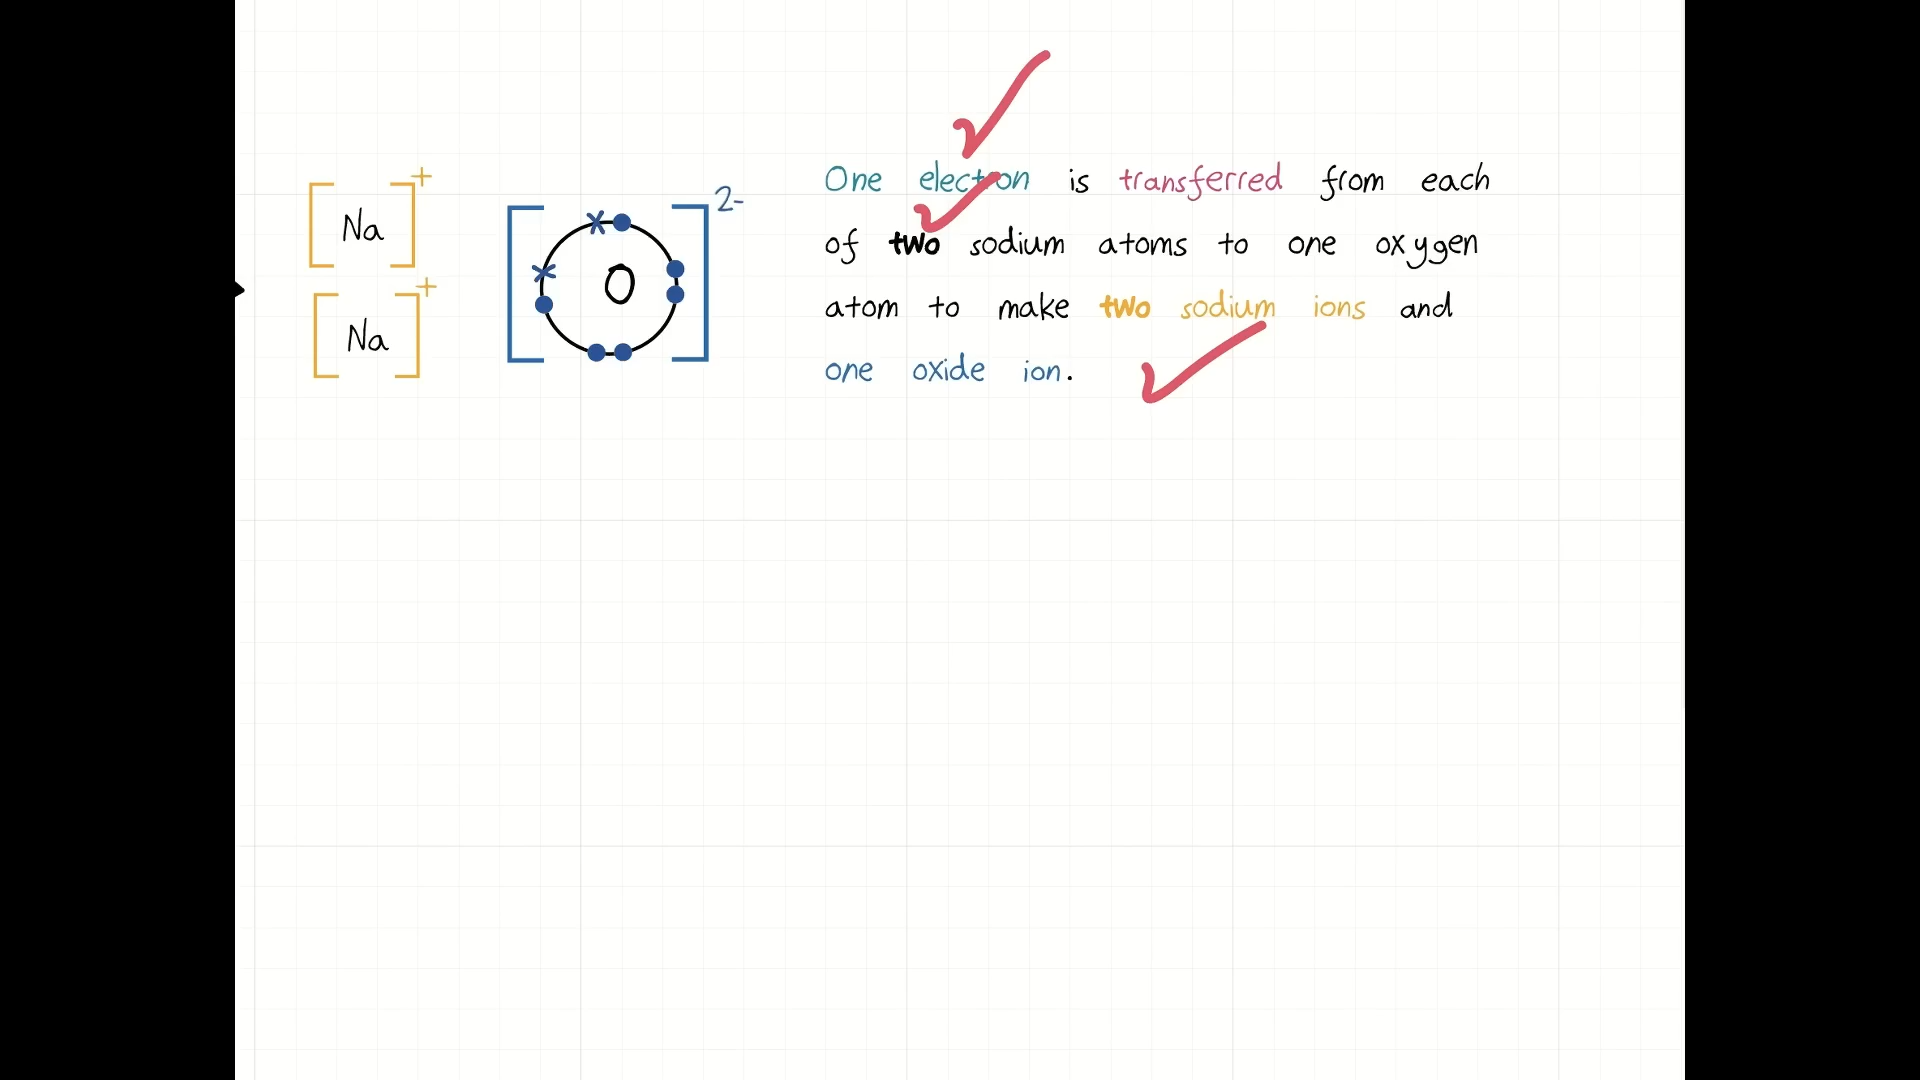 [Na]+
[Na]+
[O]2-
One electron is transferred from each
of two sodium atoms to one oxygen
atom to make two sodium ions and
one oxide ion.